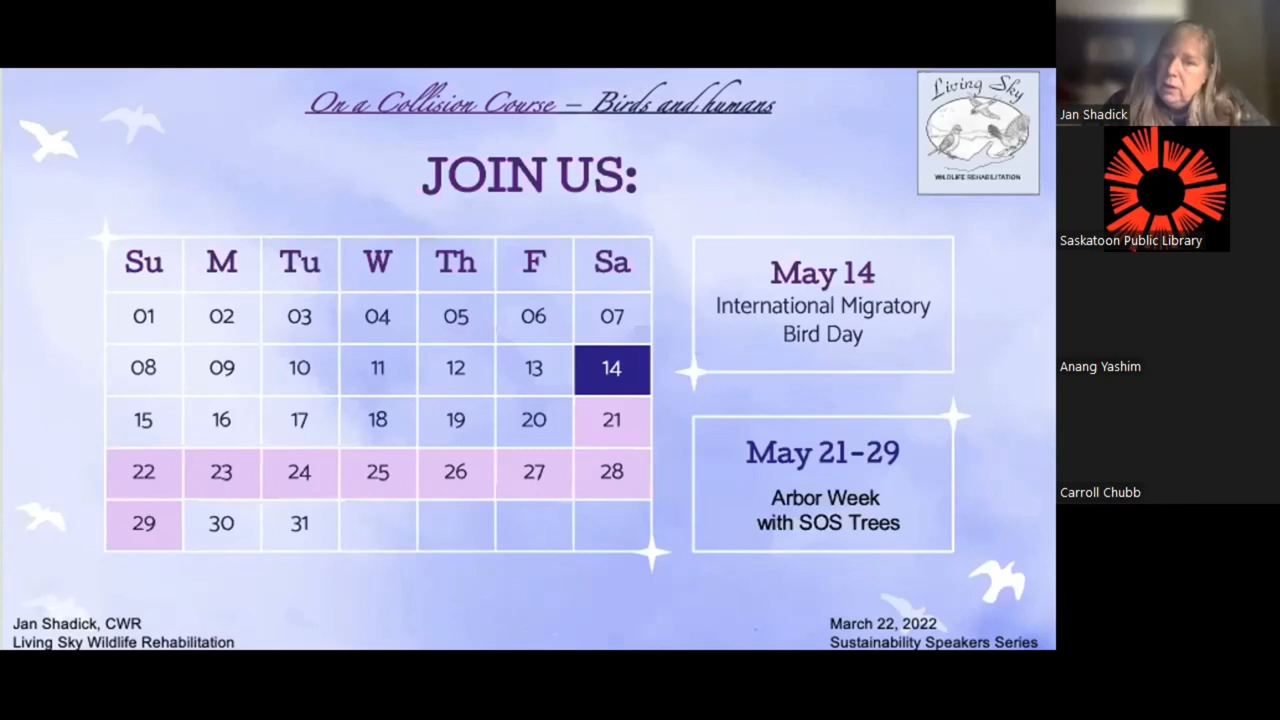 On a Collision Course – Birds and humans
Living Sky
WILDLIFE REHABILITATION
JOIN US:
Su M Tu W Th F Sa
01 02 03 04 05 06 07
08 09 10 11 12 13 14
15 16 17 18 19 20 21
22 23 24 25 26 27 28
29 30 31
May 14
International Migratory
Bird Day
May 21-29
Arbor Week
with SOS Trees
Jan Shadick, CWR
Living Sky Wildlife Rehabilitation
March 22, 2022
Sustainability Speakers Series
Jan Shadick
Saskatoon Public Library
Anang Yashim
Carroll Chubb